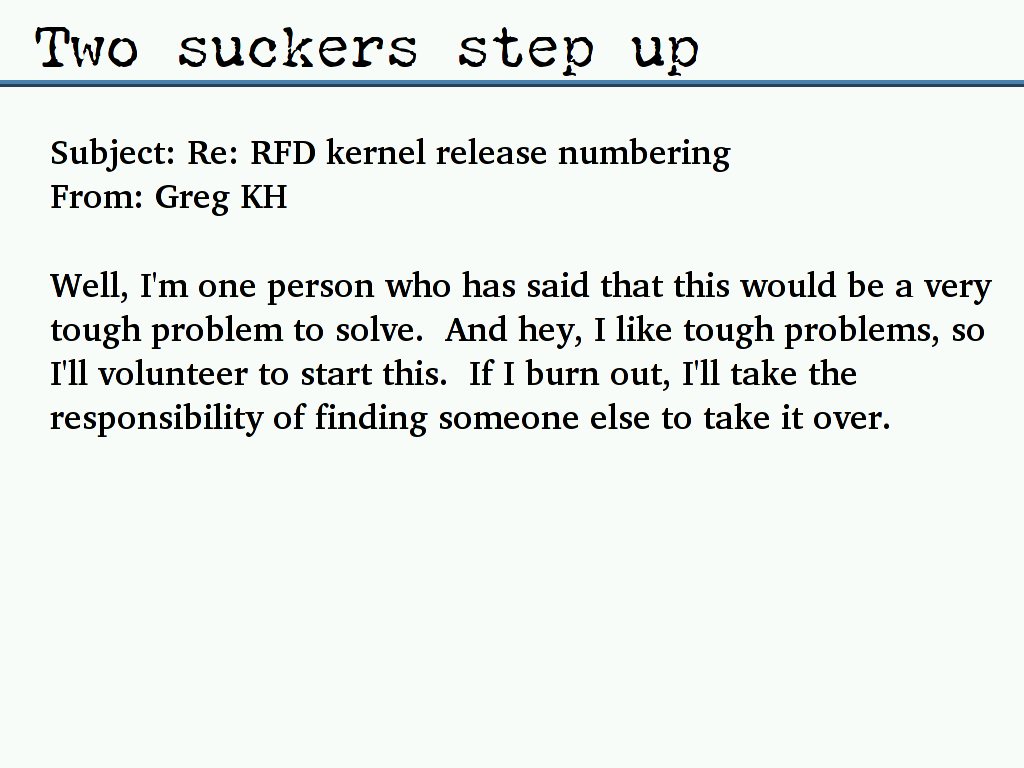 Two suckers step up
Subject: Re: RFD kernel release numbering
From: Greg KH
Well, I'm one person who has said that this would be a very
tough problem to solve.  And hey, I like tough problems, so
I'll volunteer to start this.  If I burn out, I'll take the
responsibility of finding someone else to take it over.